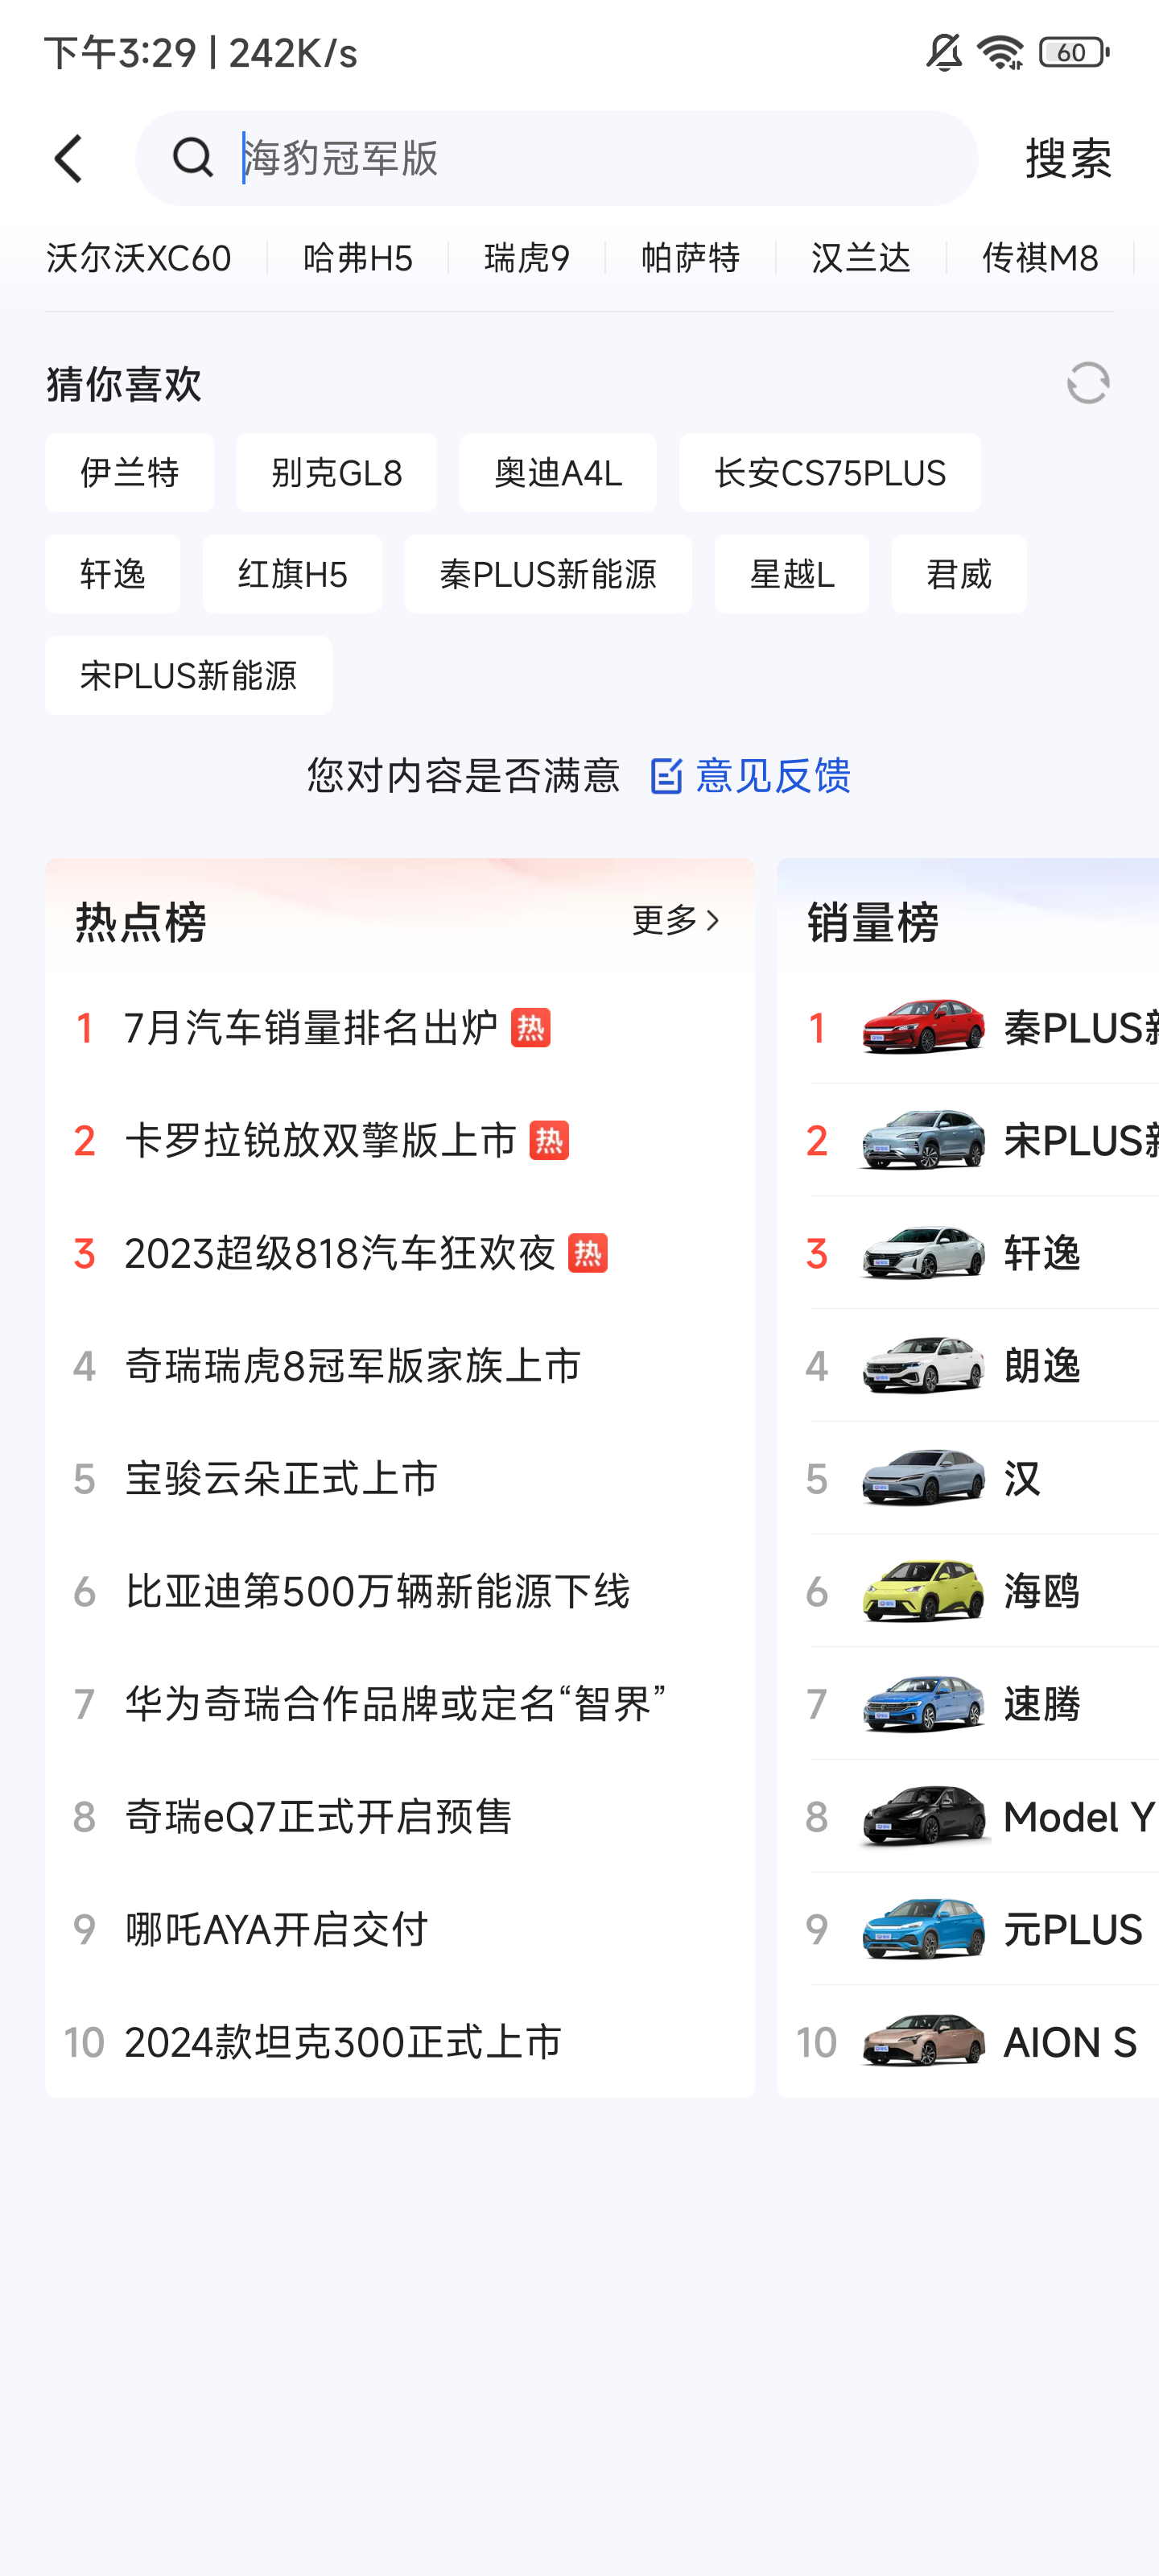 下午3:29 | 242K/s
60
海豹冠军版
搜索
沃尔沃XC60
哈弗H5
瑞虎9
帕萨特
汉兰达
传祺M8
猜你喜欢
伊兰特
别克GL8
奥迪A4L
长安CS75PLUS
轩逸
红旗H5
秦PLUS新能源
星越L
君威
宋PLUS新能源
您对内容是否满意
意见反馈
热点榜
更多
1 7月汽车销量排名出炉 热
2 卡罗拉锐放双擎版上市 热
3 2023超级818汽车狂欢夜 热
4 奇瑞瑞虎8冠军版家族上市
5 宝骏云朵正式上市
6 比亚迪第500万辆新能源下线
7 华为奇瑞合作品牌或定名“智界”
8 奇瑞eQ7正式开启预售
9 哪吒AYA开启交付
10 2024款坦克300正式上市
销量榜
1 秦PLUS新
2 宋PLUS新
3 轩逸
4 朗逸
5 汉
6 海鸥
7 速腾
8 Model Y
9 元PLUS
10 AION S